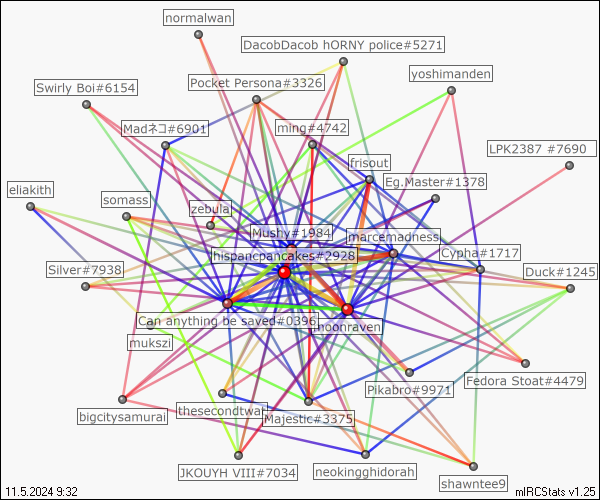 normalwan
DacobDacob hORNY police#5271
yoshimanden
Swirly Boi#6154
Pocket Persona#3326
Madネコ#6901
ming#4742
LPK2387 #7690
frisout
Eg.Master#1378
eliakith
somass
zebula
Mushy#1984
marcemadness
hispancpancakes#2928
Cypha#1717
Silver#7938
Duck#1245
Can anything be saved#0396
noonraven
mukszi
Pikabro#9971
Fedora Stoat#4479
bigcitysamurai
thesecondtwar
Majestic#3375
JKOUYH VIII#7034
neokingghidorah
shawntee9
11.5.2024 9:32
mIRCStats v1.25